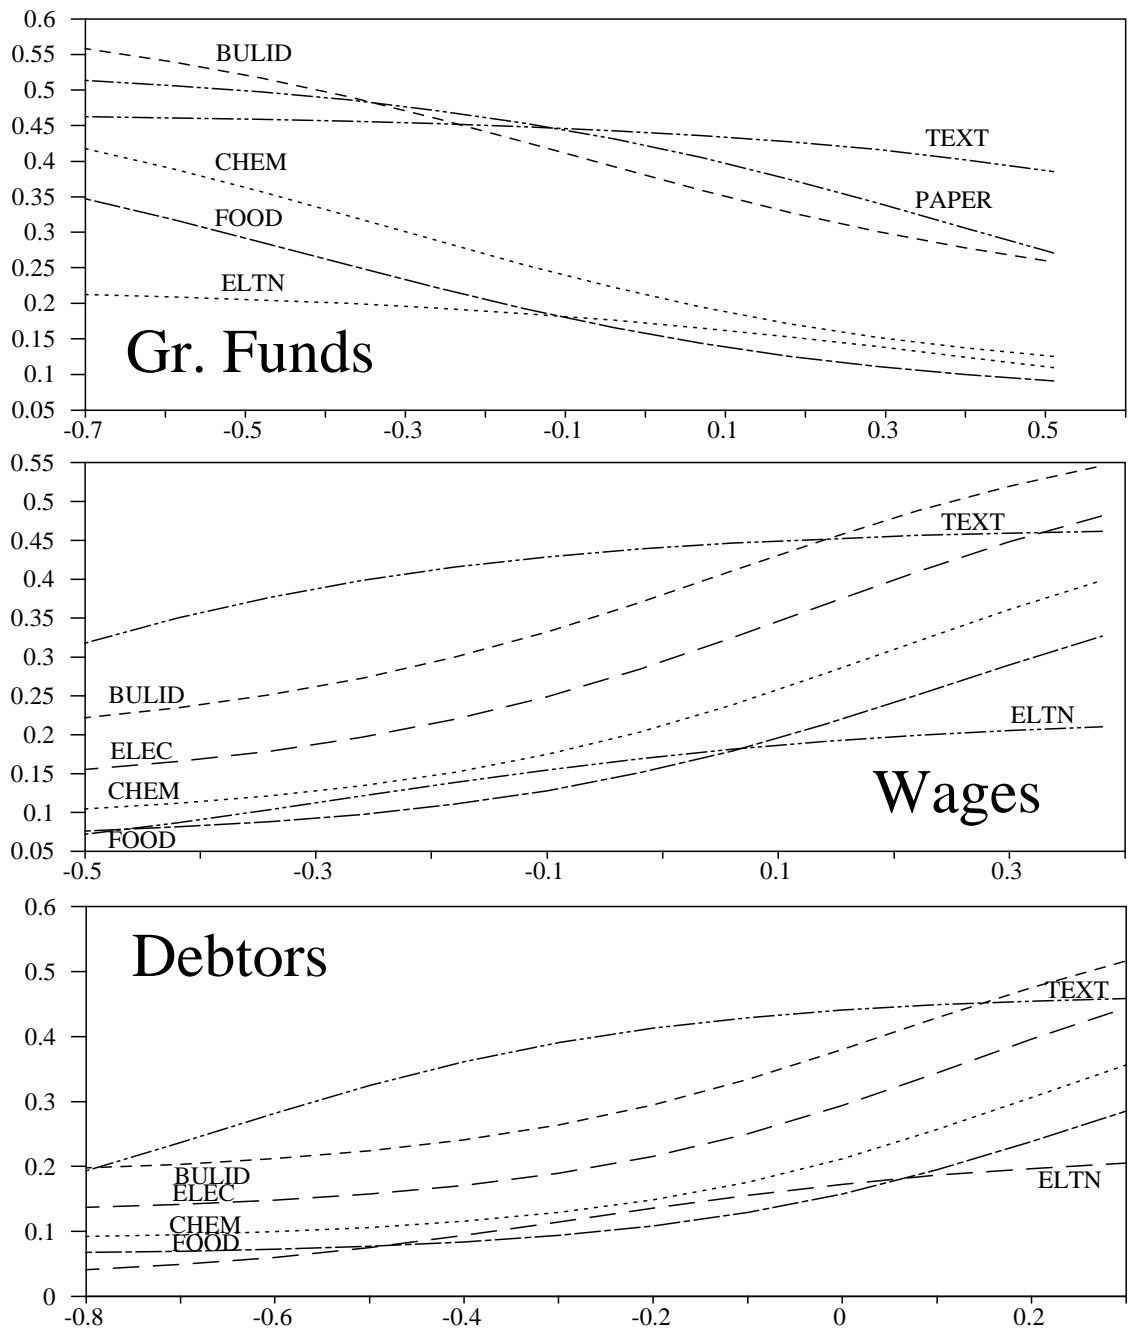 0.6
0.55
BULID
0.5
0.45
TEXT
0.4
CHEM
0.35
PAPER
FOOD
0.3
0.25
ELTN
0.2
Gr. Funds
0.15
0.1
0.05
-0.7 -0.5 -0.3 -0.1 0.1 0.3 0.5
0.55
0.5
TEXT
0.45
0.4
0.35
0.3
0.25
BULID
ELTN
0.2
ELEC
0.15
CHEM
Wages
0.1
FOOD
0.05
-0.5 -0.3 -0.1 0.1 0.3
0.6
Debtors
0.5
TEXT
0.4
0.3
0.2
BULID
ELTN
ELEC
CHEM
0.1
FOOD
0
-0.8 -0.6 -0.4 -0.2 0 0.2